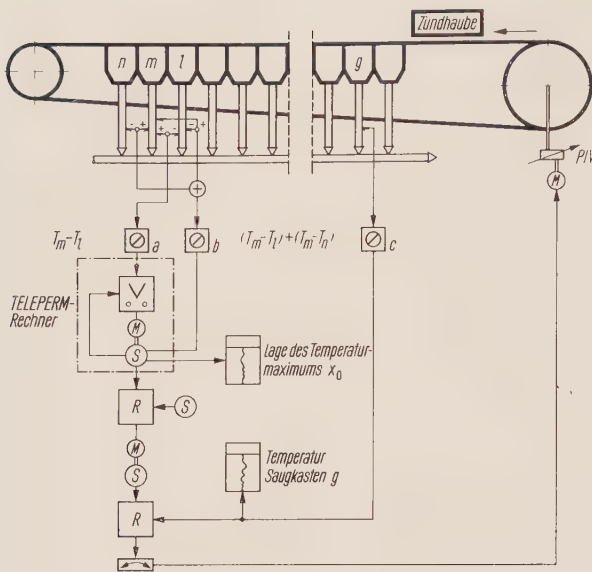 Zündhaube
n m l g
- + - +
+ -
PIV
M
+
T_m-T_l
a
b
(T_m-T_l)+(T_m-T_n)
c
TELEPERM-
Rechner
V
M
S
Lage des Temperatur-
maximums x_0
R
S
M
S
Temperatur
Saugkasten g
R